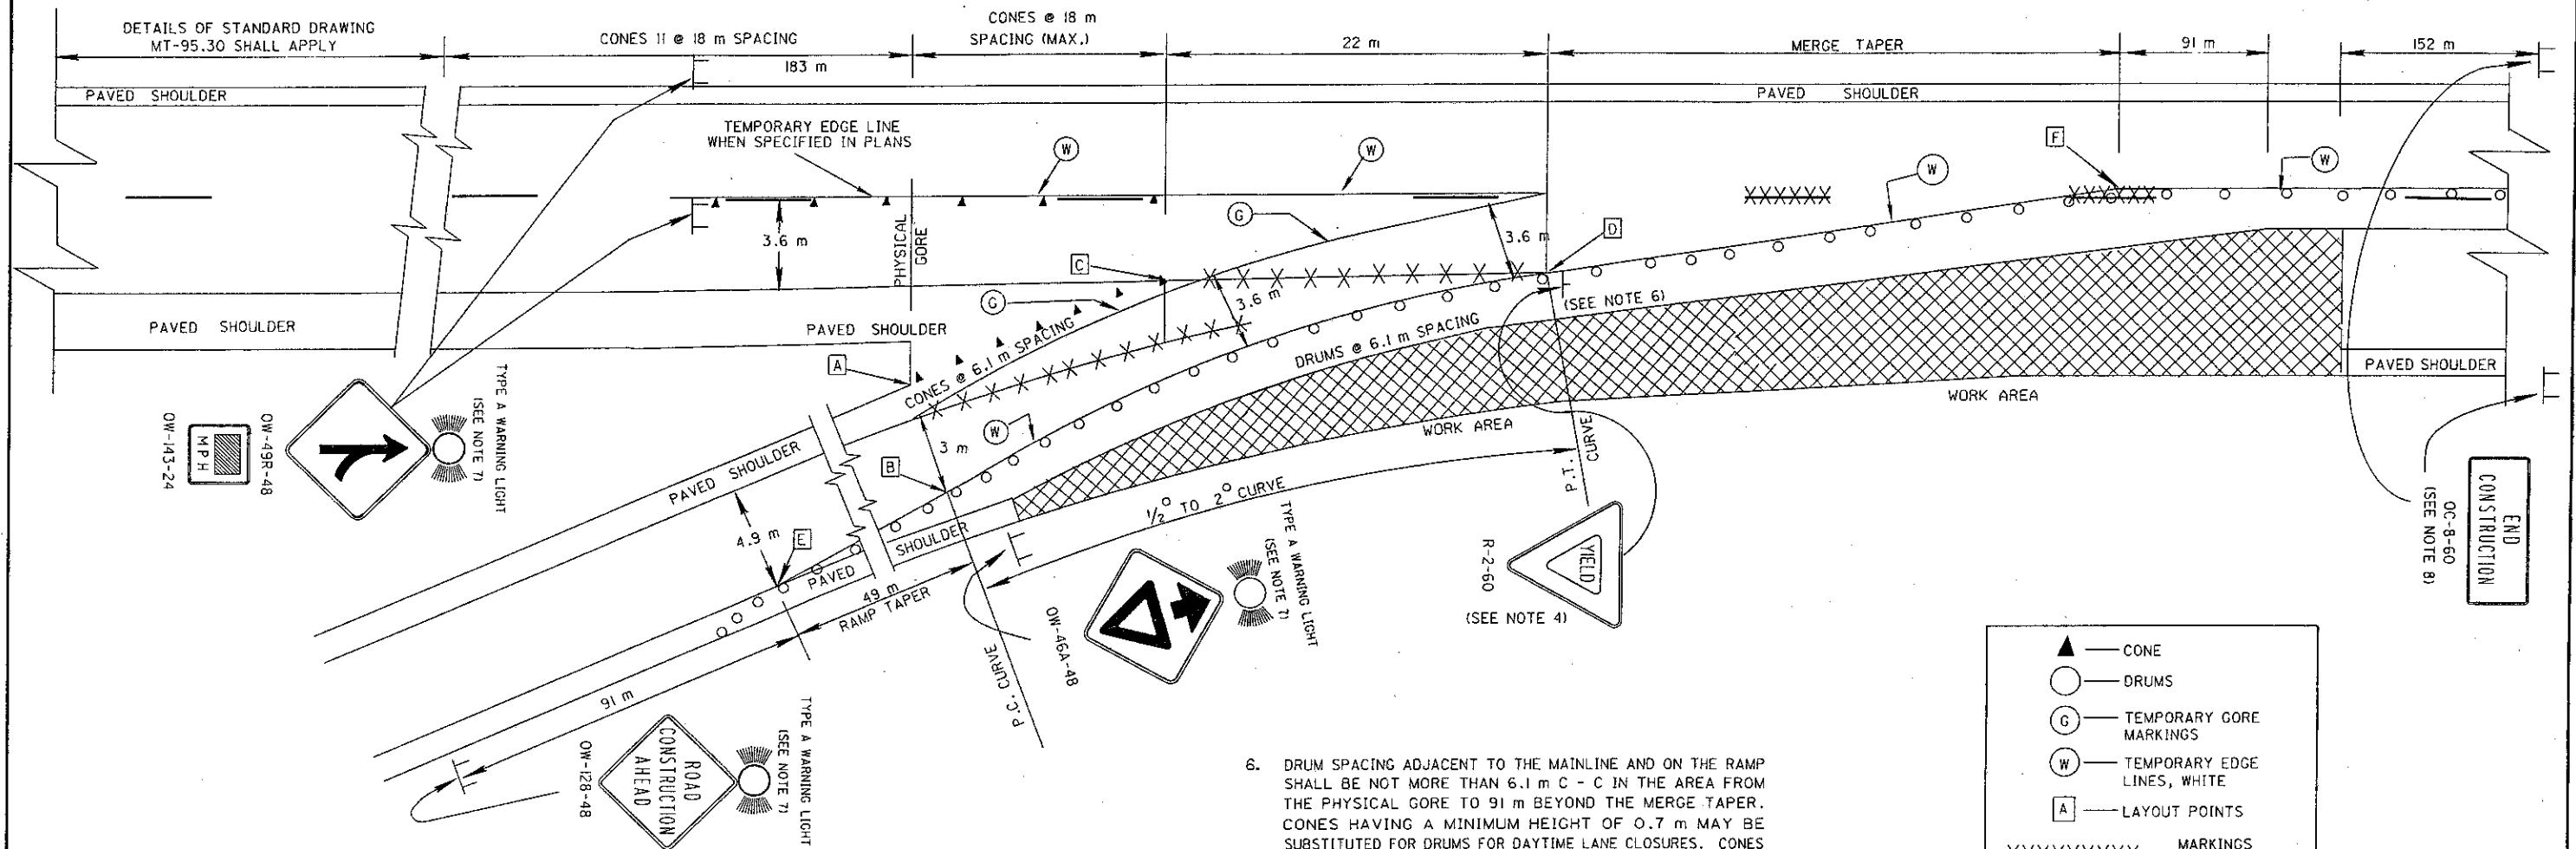 DETAILS OF STANDARD DRAWING
MT-95.30 SHALL APPLY
CONES 11 @ 18 m SPACING
CONES @ 18 m
SPACING (MAX.)
22 m
MERGE TAPER
91 m
152 m
183 m
PAVED SHOULDER
PAVED SHOULDER
TEMPORARY EDGE LINE
WHEN SPECIFIED IN PLANS
W
W
W
W
F
G
3.6 m
PHYSICAL
GORE
3.6 m
D
C
G
3.6 m
(SEE NOTE 6)
PAVED SHOULDER
PAVED SHOULDER
CONES @ 6.1 m SPACING
DRUMS @ 6.1 m SPACING
A
PAVED SHOULDER
WORK AREA
WORK AREA
W
3 m
B
PAVED SHOULDER
4.9 m
E
PAVED SHOULDER
49 m
RAMP TAPER
1/2° TO 2° CURVE
P.T. CURVE
P.C. CURVE
91 m
TYPE A WARNING LIGHT
(SEE NOTE 7)
OW-49R-48
MPH
OW-143-24
TYPE A WARNING LIGHT
(SEE NOTE 7)
OW-46A-48
YIELD
R-2-60
(SEE NOTE 4)
END
CONSTRUCTION
OC-8-60
(SEE NOTE 8)
TYPE A WARNING LIGHT
(SEE NOTE 7)
ROAD
CONSTRUCTION
AHEAD
OW-128-48
6. DRUM SPACING ADJACENT TO THE MAINLINE AND ON THE RAMP
SHALL BE NOT MORE THAN 6.1 m C - C IN THE AREA FROM
THE PHYSICAL GORE TO 91 m BEYOND THE MERGE TAPER.
CONES HAVING A MINIMUM HEIGHT OF 0.7 m MAY BE
SUBSTITUTED FOR DRUMS FOR DAYTIME LANE CLOSURES. CONES
CONE
DRUMS
G TEMPORARY GORE
MARKINGS
W TEMPORARY EDGE
LINES, WHITE
A LAYOUT POINTS
MARKINGS